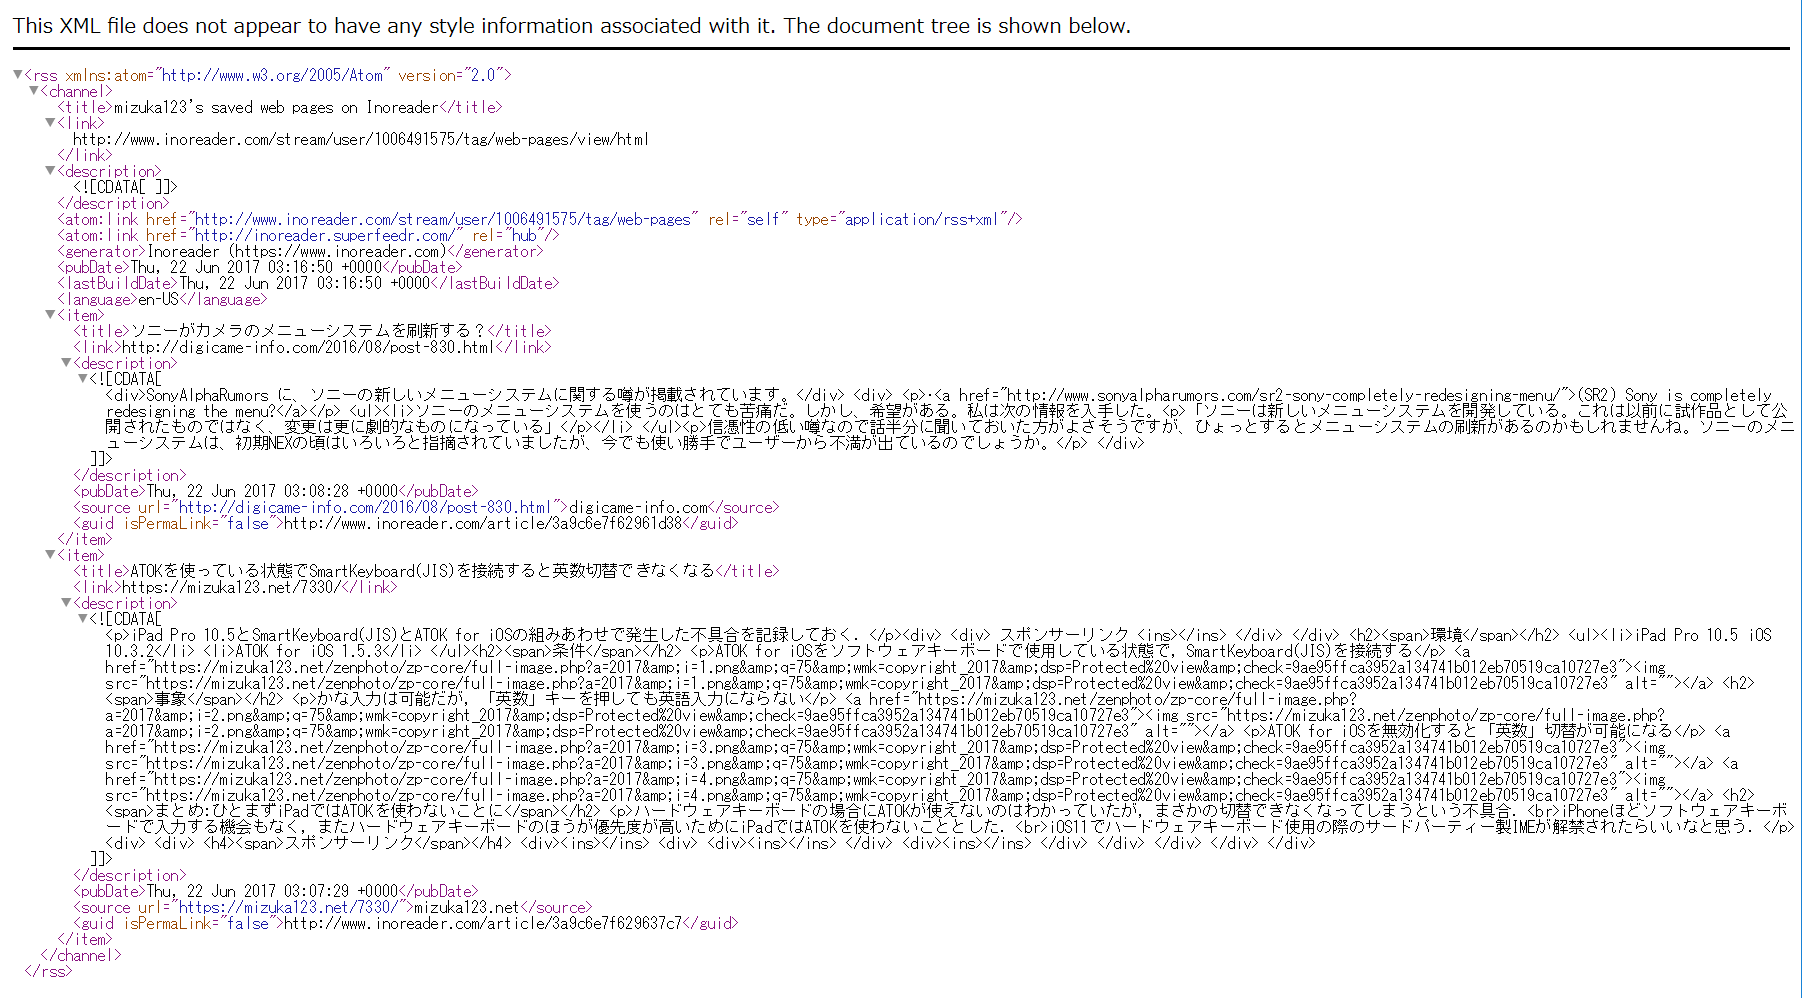 This XML file does not appear to have any style information associated with it. The document tree is shown below.
▼<rss xmlns:atom="http://www.w3.org/2005/Atom" version="2.0">
▼<channel>
<title>mizuka123's saved web pages on Inoreader</title>
▼<link>
http://www.inoreader.com/stream/user/1006491575/tag/web-pages/view/html
</link>
▼<description>
<![CDATA[ ]]>
</description>
<atom:link href="http://www.inoreader.com/stream/user/1006491575/tag/web-pages" rel="self" type="application/rss+xml"/>
<atom:link href="http://inoreader.superfeedr.com/" rel="hub"/>
<generator>Inoreader (https://www.inoreader.com)</generator>
<pubDate>Thu, 22 Jun 2017 03:16:50 +0000</pubDate>
<lastBuildDate>Thu, 22 Jun 2017 03:16:50 +0000</lastBuildDate>
<language>en-US</language>
▼<item>
<title>ソニーがカメラのメニューシステムを刷新する？</title>
<link>http://digicame-info.com/2016/08/post-830.html</link>
▼<description>
▼<![CDATA[
<div>SonyAlphaRumors に、ソニーの新しいメニューシステムに関する噂が掲載されています。</div> <div> <p>・<a href="http://www.sonyalpharumors.com/sr2-sony-completely-redesigning-menu/">(SR2) Sony is completely
redesigning the menu?</a></p> <ul><li>ソニーのメニューシステムを使うのはとても苦痛だ。しかし、希望がある。私は次の情報を入手した。<p>「ソニーは新しいメニューシステムを開発している。これは以前に試作品として公
開されたものではなく、変更は更に劇的なものになっている」</p></li> </ul><p>信憑性の低い噂なので話半分に聞いておいた方がよさそうですが、ひょっとするとメニューシステムの刷新があるのかもしれませんね。ソニーのメニ
ューシステムは、初期NEXの頃はいろいろと指摘されていましたが、今でも使い勝手でユーザーから不満が出ているのでしょうか。</p> </div>
]]>
</description>
<pubDate>Thu, 22 Jun 2017 03:08:28 +0000</pubDate>
<source url="http://digicame-info.com/2016/08/post-830.html">digicame-info.com</source>
<guid isPermaLink="false">http://www.inoreader.com/article/3a9c6e7f62961d38</guid>
</item>
▼<item>
<title>ATOKを使っている状態でSmartKeyboard(JIS)を接続すると英数切替できなくなる</title>
<link>https://mizuka123.net/7330/</link>
▼<description>
▼<![CDATA[
<p>iPad Pro 10.5とSmartKeyboard(JIS)とATOK for iOSの組みあわせで発生した不具合を記録しておく．</p><div> <div> スポンサーリンク <ins></ins> </div> </div> <h2><span>環境</span></h2> <ul><li>iPad Pro 10.5 iOS
10.3.2</li> <li>ATOK for iOS 1.5.3</li> </ul><h2><span>条件</span></h2> <p>ATOK for iOSをソフトウェアキーボードで使用している状態で，SmartKeyboard(JIS)を接続する</p> <a
href="https://mizuka123.net/zenphoto/zp-core/full-image.php?a=2017&amp;i=1.png&amp;q=75&amp;wmk=copyright_2017&amp;dsp=Protected%20view&amp;check=9ae95ffca3952a134741b012eb70519ca10727e3"><img
src="https://mizuka123.net/zenphoto/zp-core/full-image.php?a=2017&amp;i=1.png&amp;q=75&amp;wmk=copyright_2017&amp;dsp=Protected%20view&amp;check=9ae95ffca3952a134741b012eb70519ca10727e3" alt=""></a> <h2>
<span>事象</span></h2> <p>かな入力は可能だが，「英数」キーを押しても英語入力にならない</p> <a href="https://mizuka123.net/zenphoto/zp-core/full-image.php?
a=2017&amp;i=2.png&amp;q=75&amp;wmk=copyright_2017&amp;dsp=Protected%20view&amp;check=9ae95ffca3952a134741b012eb70519ca10727e3"><img src="https://mizuka123.net/zenphoto/zp-core/full-image.php?
a=2017&amp;i=2.png&amp;q=75&amp;wmk=copyright_2017&amp;dsp=Protected%20view&amp;check=9ae95ffca3952a134741b012eb70519ca10727e3" alt=""></a> <p>ATOK for iOSを無効化すると「英数」切替が可能になる</p> <a
href="https://mizuka123.net/zenphoto/zp-core/full-image.php?a=2017&amp;i=3.png&amp;q=75&amp;wmk=copyright_2017&amp;dsp=Protected%20view&amp;check=9ae95ffca3952a134741b012eb70519ca10727e3"><img
src="https://mizuka123.net/zenphoto/zp-core/full-image.php?a=2017&amp;i=3.png&amp;q=75&amp;wmk=copyright_2017&amp;dsp=Protected%20view&amp;check=9ae95ffca3952a134741b012eb70519ca10727e3" alt=""></a> <a
href="https://mizuka123.net/zenphoto/zp-core/full-image.php?a=2017&amp;i=4.png&amp;q=75&amp;wmk=copyright_2017&amp;dsp=Protected%20view&amp;check=9ae95ffca3952a134741b012eb70519ca10727e3"><img
src="https://mizuka123.net/zenphoto/zp-core/full-image.php?a=2017&amp;i=4.png&amp;q=75&amp;wmk=copyright_2017&amp;dsp=Protected%20view&amp;check=9ae95ffca3952a134741b012eb70519ca10727e3" alt=""></a> <h2>
<span>まとめ:ひとまずiPadではATOKを使わないことに</span></h2> <p>ハードウェアキーボードの場合にATOKが使えないのはわかっていたが，まさかの切替できなくなってしまうという不具合．<br>iPhoneほどソフトウェアキーボ
ードで入力する機会もなく，またハードウェアキーボードのほうが優先度が高いためにiPadではATOKを使わないこととした．<br>iOS11でハードウェアキーボード使用の際のサードパーティー製IMEが解禁されたらいいなと思う．</p>
<div> <div> <h4><span>スポンサーリンク</span></h4> <div><ins></ins> <div> <div><ins></ins> </div> <div><ins></ins> </div> </div> </div> </div> </div>
]]>
</description>
<pubDate>Thu, 22 Jun 2017 03:07:29 +0000</pubDate>
<source url="https://mizuka123.net/7330/">mizuka123.net</source>
<guid isPermaLink="false">http://www.inoreader.com/article/3a9c6e7f629637c7</guid>
</item>
</channel>
</rss>